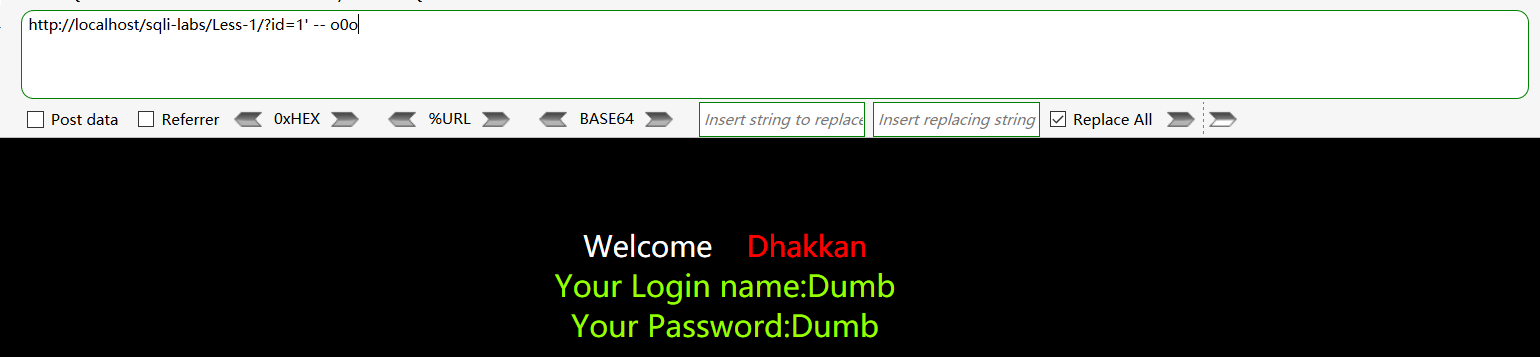 http://localhost/sqli-labs/Less-1/?id=1' -- o0o
Post data Referrer 0xHEX %URL BASE64 Insert string to replace Insert replacing string Replace All
Welcome Dhakkan
Your Login name:Dumb
Your Password:Dumb